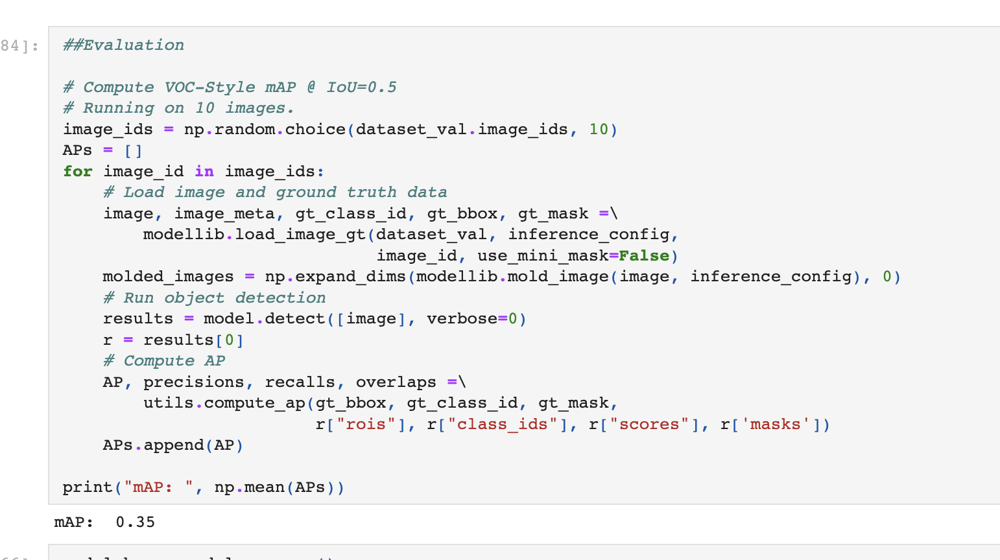 84]:
##Evaluation
# Compute VOC-Style mAP @ IoU=0.5
# Running on 10 images.
image_ids = np.random.choice(dataset_val.image_ids, 10)
APs = []
for image_id in image_ids:
    # Load image and ground truth data
    image, image_meta, gt_class_id, gt_bbox, gt_mask =\
        modellib.load_image_gt(dataset_val, inference_config,
                               image_id, use_mini_mask=False)
    molded_images = np.expand_dims(modellib.mold_image(image, inference_config), 0)
    # Run object detection
    results = model.detect([image], verbose=0)
    r = results[0]
    # Compute AP
    AP, precisions, recalls, overlaps =\
        utils.compute_ap(gt_bbox, gt_class_id, gt_mask,
                         r["rois"], r["class_ids"], r["scores"], r['masks'])
    APs.append(AP)
print("mAP: ", np.mean(APs))
mAP:  0.35